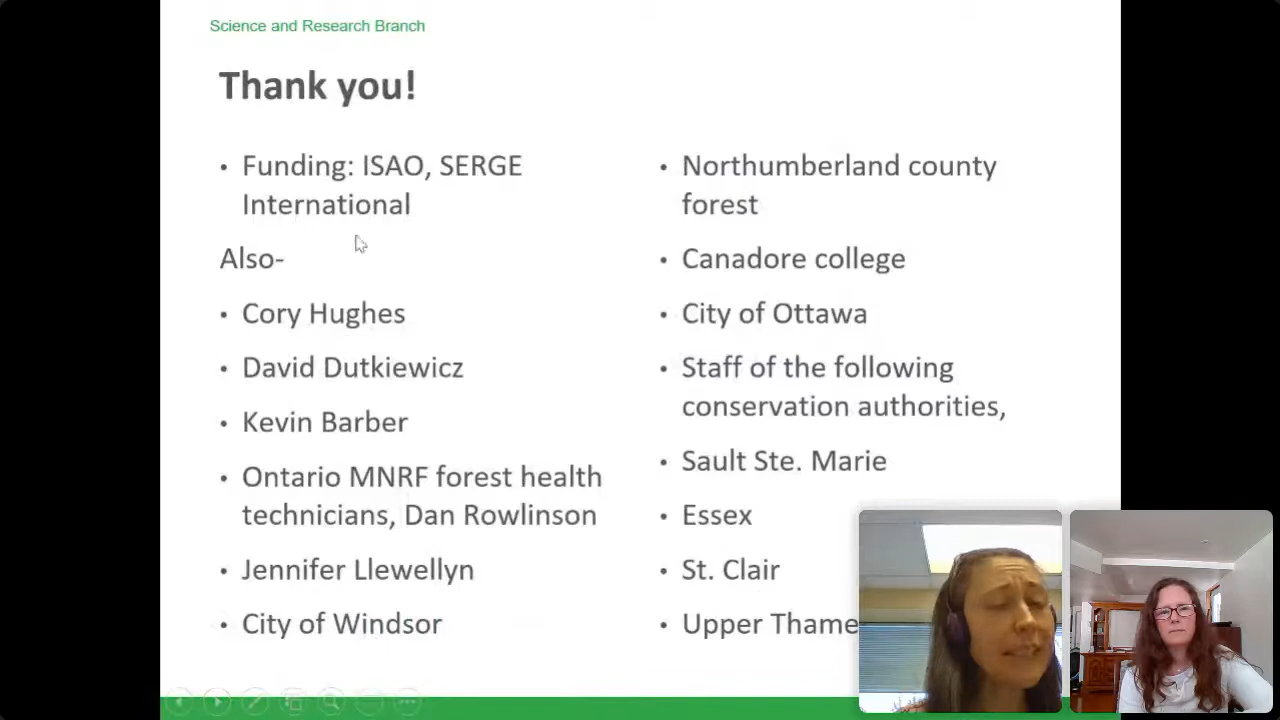 Science and Research Branch
Thank you!
• Funding: ISAO, SERGE
International
Also-
• Cory Hughes
• David Dutkiewicz
• Kevin Barber
• Ontario MNRF forest health
technicians, Dan Rowlinson
• Jennifer Llewellyn
• City of Windsor
• Northumberland county
forest
• Canadore college
• City of Ottawa
• Staff of the following
conservation authorities,
• Sault Ste. Marie
• Essex
• St. Clair
• Upper